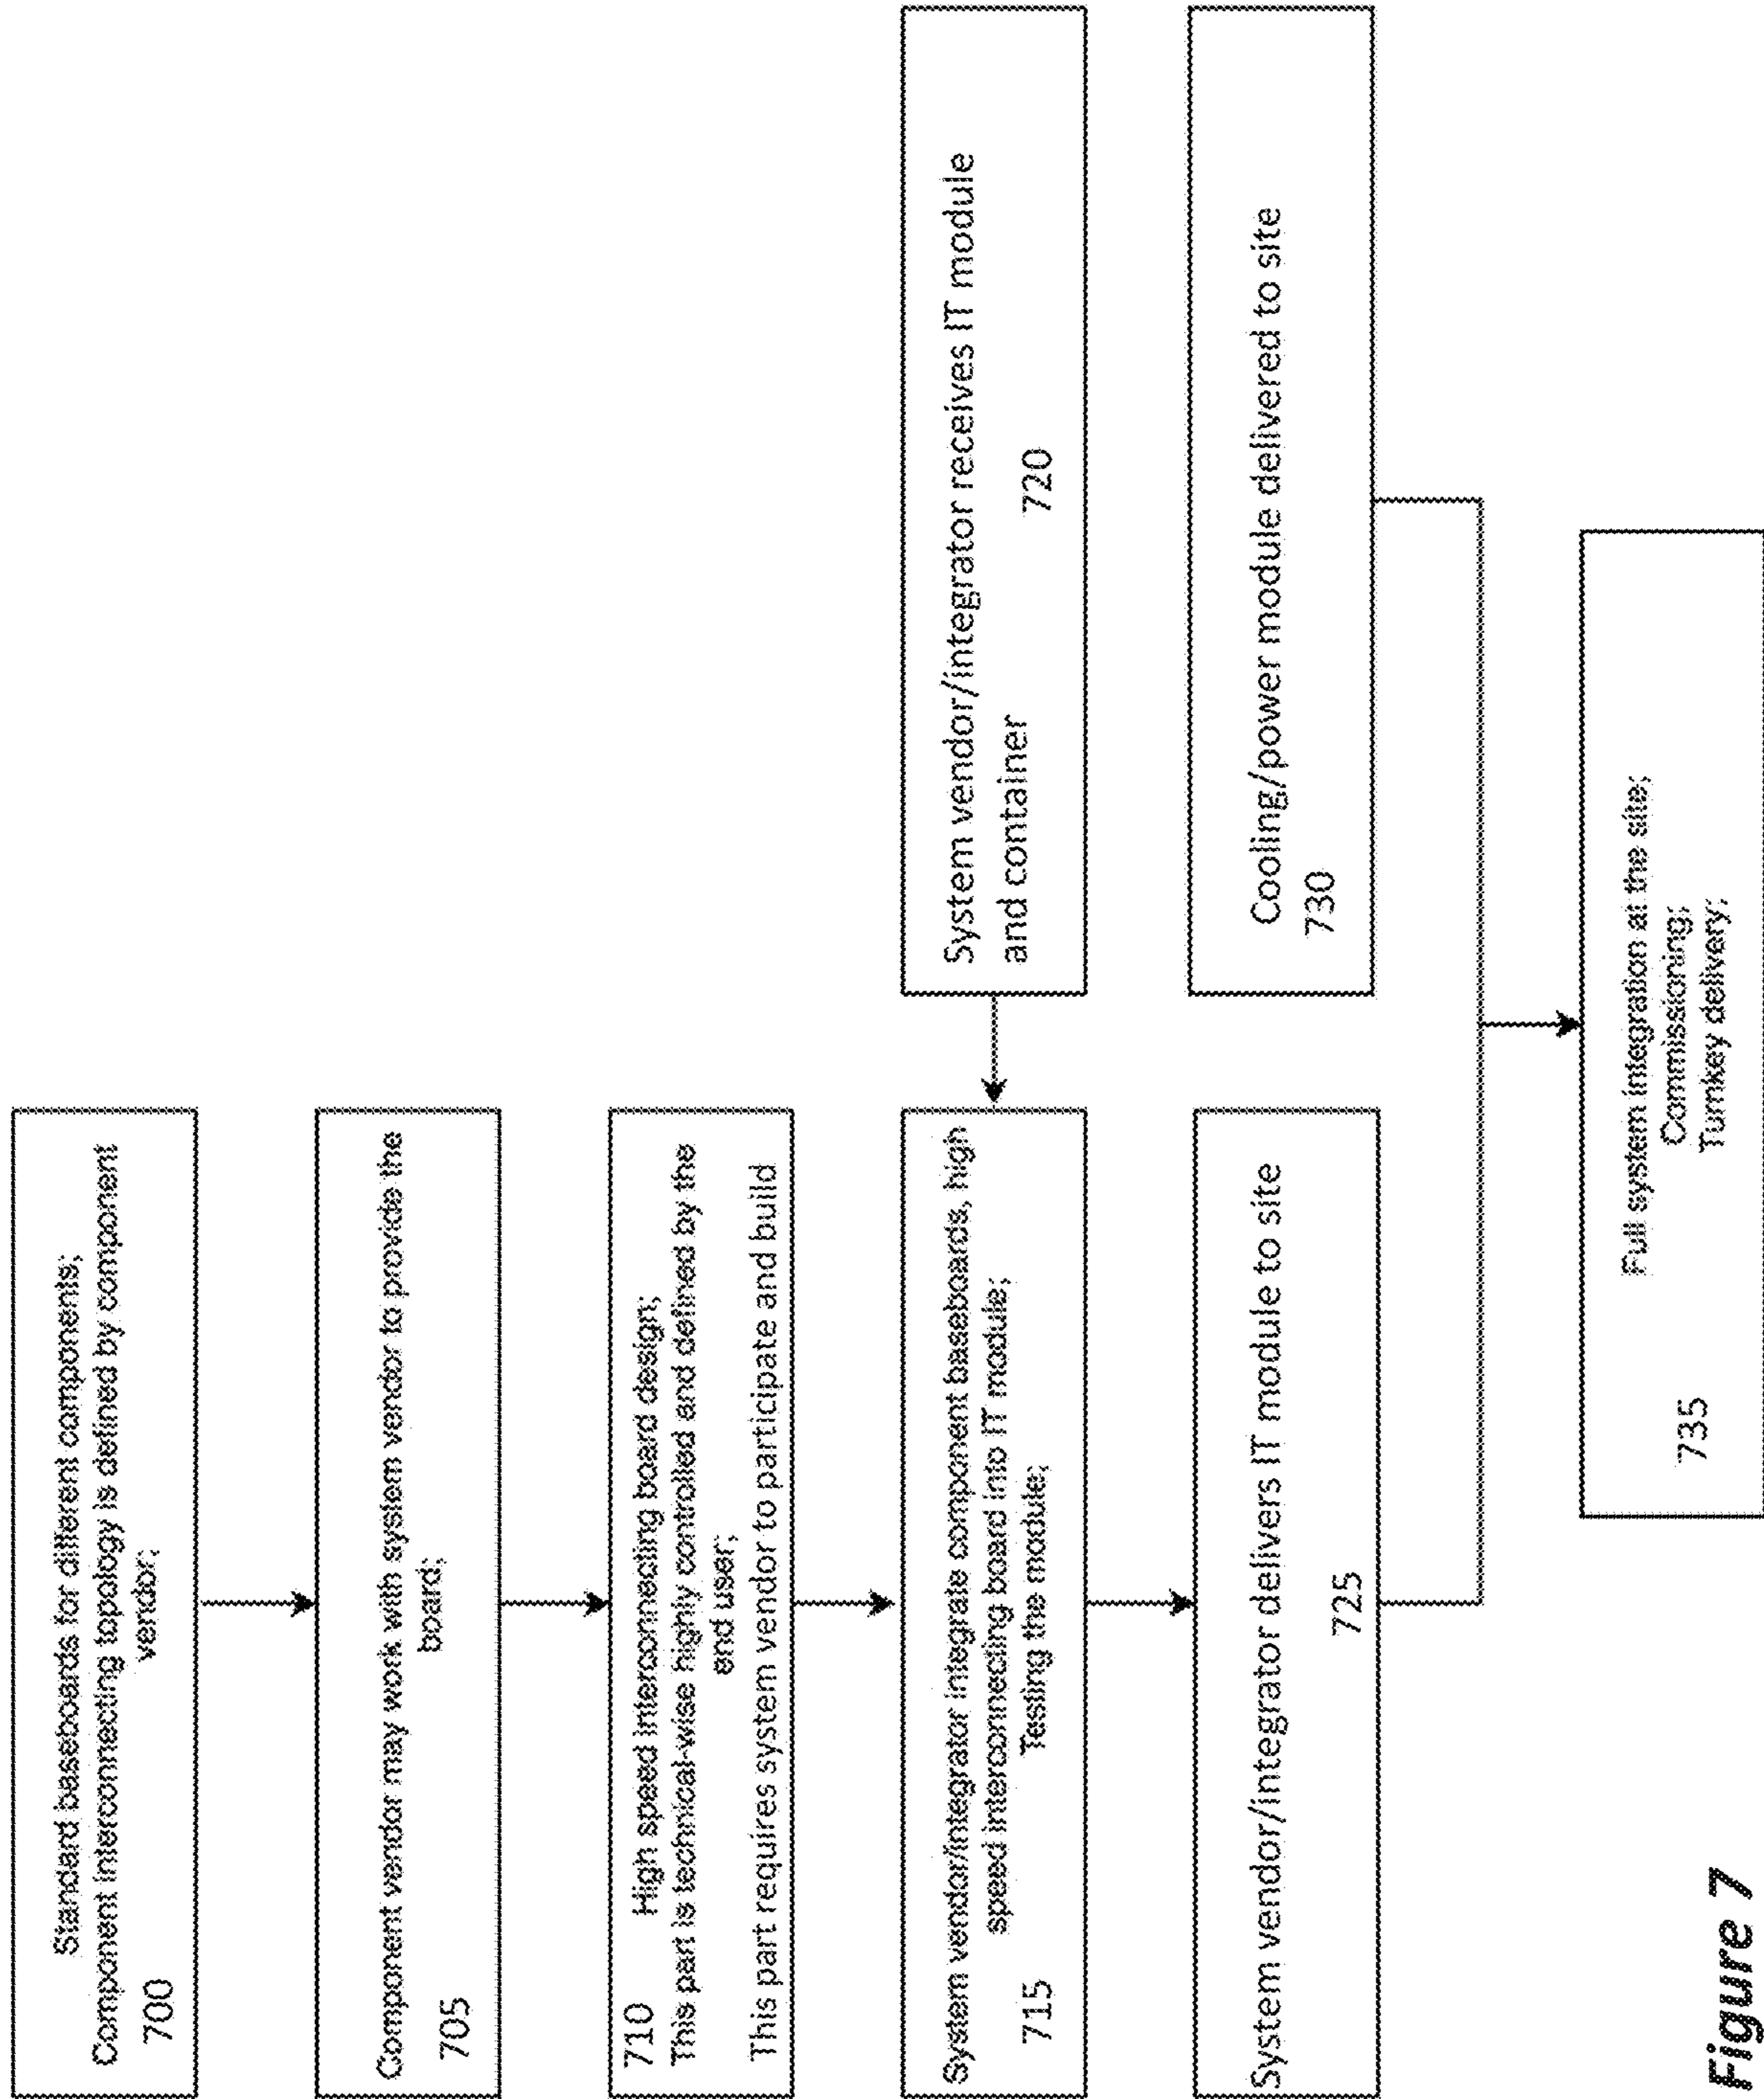 Standard baseboards for different components;
Component interconnecting topology is defined by component
vendor;
700
Component vendor may work with system vendor to provide the
board;
705
710 High speed interconnecting board design;
This part is technical-wise highly controlled and defined by the
end user;
This part requires system vendor to participate and build
System vendor/integrator integrate component baseboards, high
speed interconnecting board into IT module;
715 Testing the module;
System vendor/integrator receives IT module
and container 720
System vendor/integrator delivers IT module to site
725
Cooling/power module delivered to site
730
Full system integration at the site;
Commissioning;
735 Turnkey delivery;
Figure 7